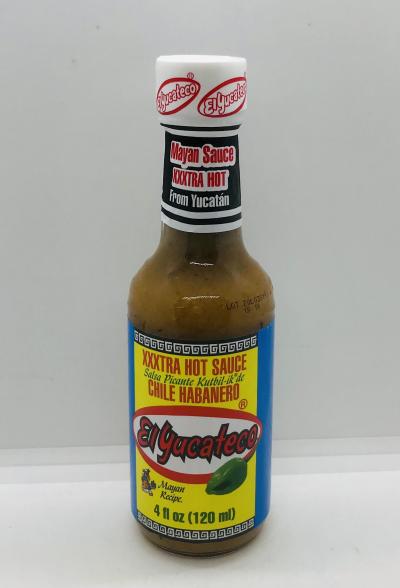 El Yucateco El Yucateco
Mayan Sauce
XXXTRA HOT
From Yucatán
XXXTRA HOT SAUCE
Salsa Picante Kutbil-ik de
CHILE HABANERO
®
El Yucateco
Mayan
Recipe.
4 fl oz (120 ml)